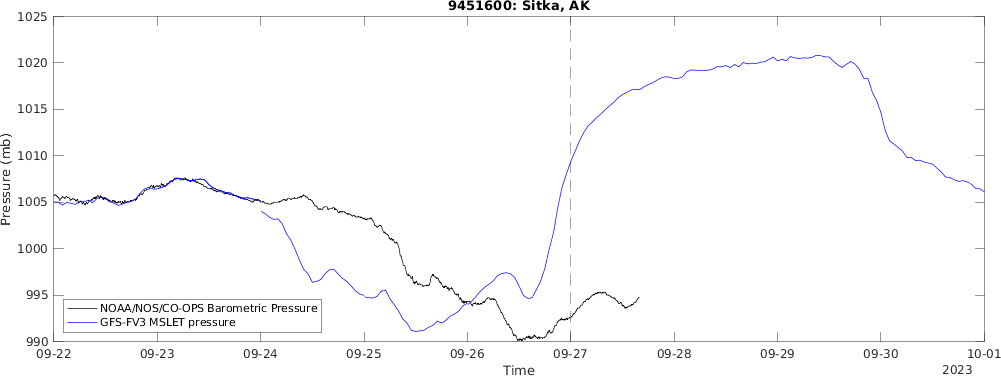 9451600: Sitka, AK
1025
1020
1015
1010
1005
1000
995
990
Pressure (mb)
NOAA/NOS/CO-OPS Barometric Pressure
GFS-FV3 MSLET pressure
09-22 09-23 09-24 09-25 09-26 09-27 09-28 09-29 09-30 10-01
Time
2023